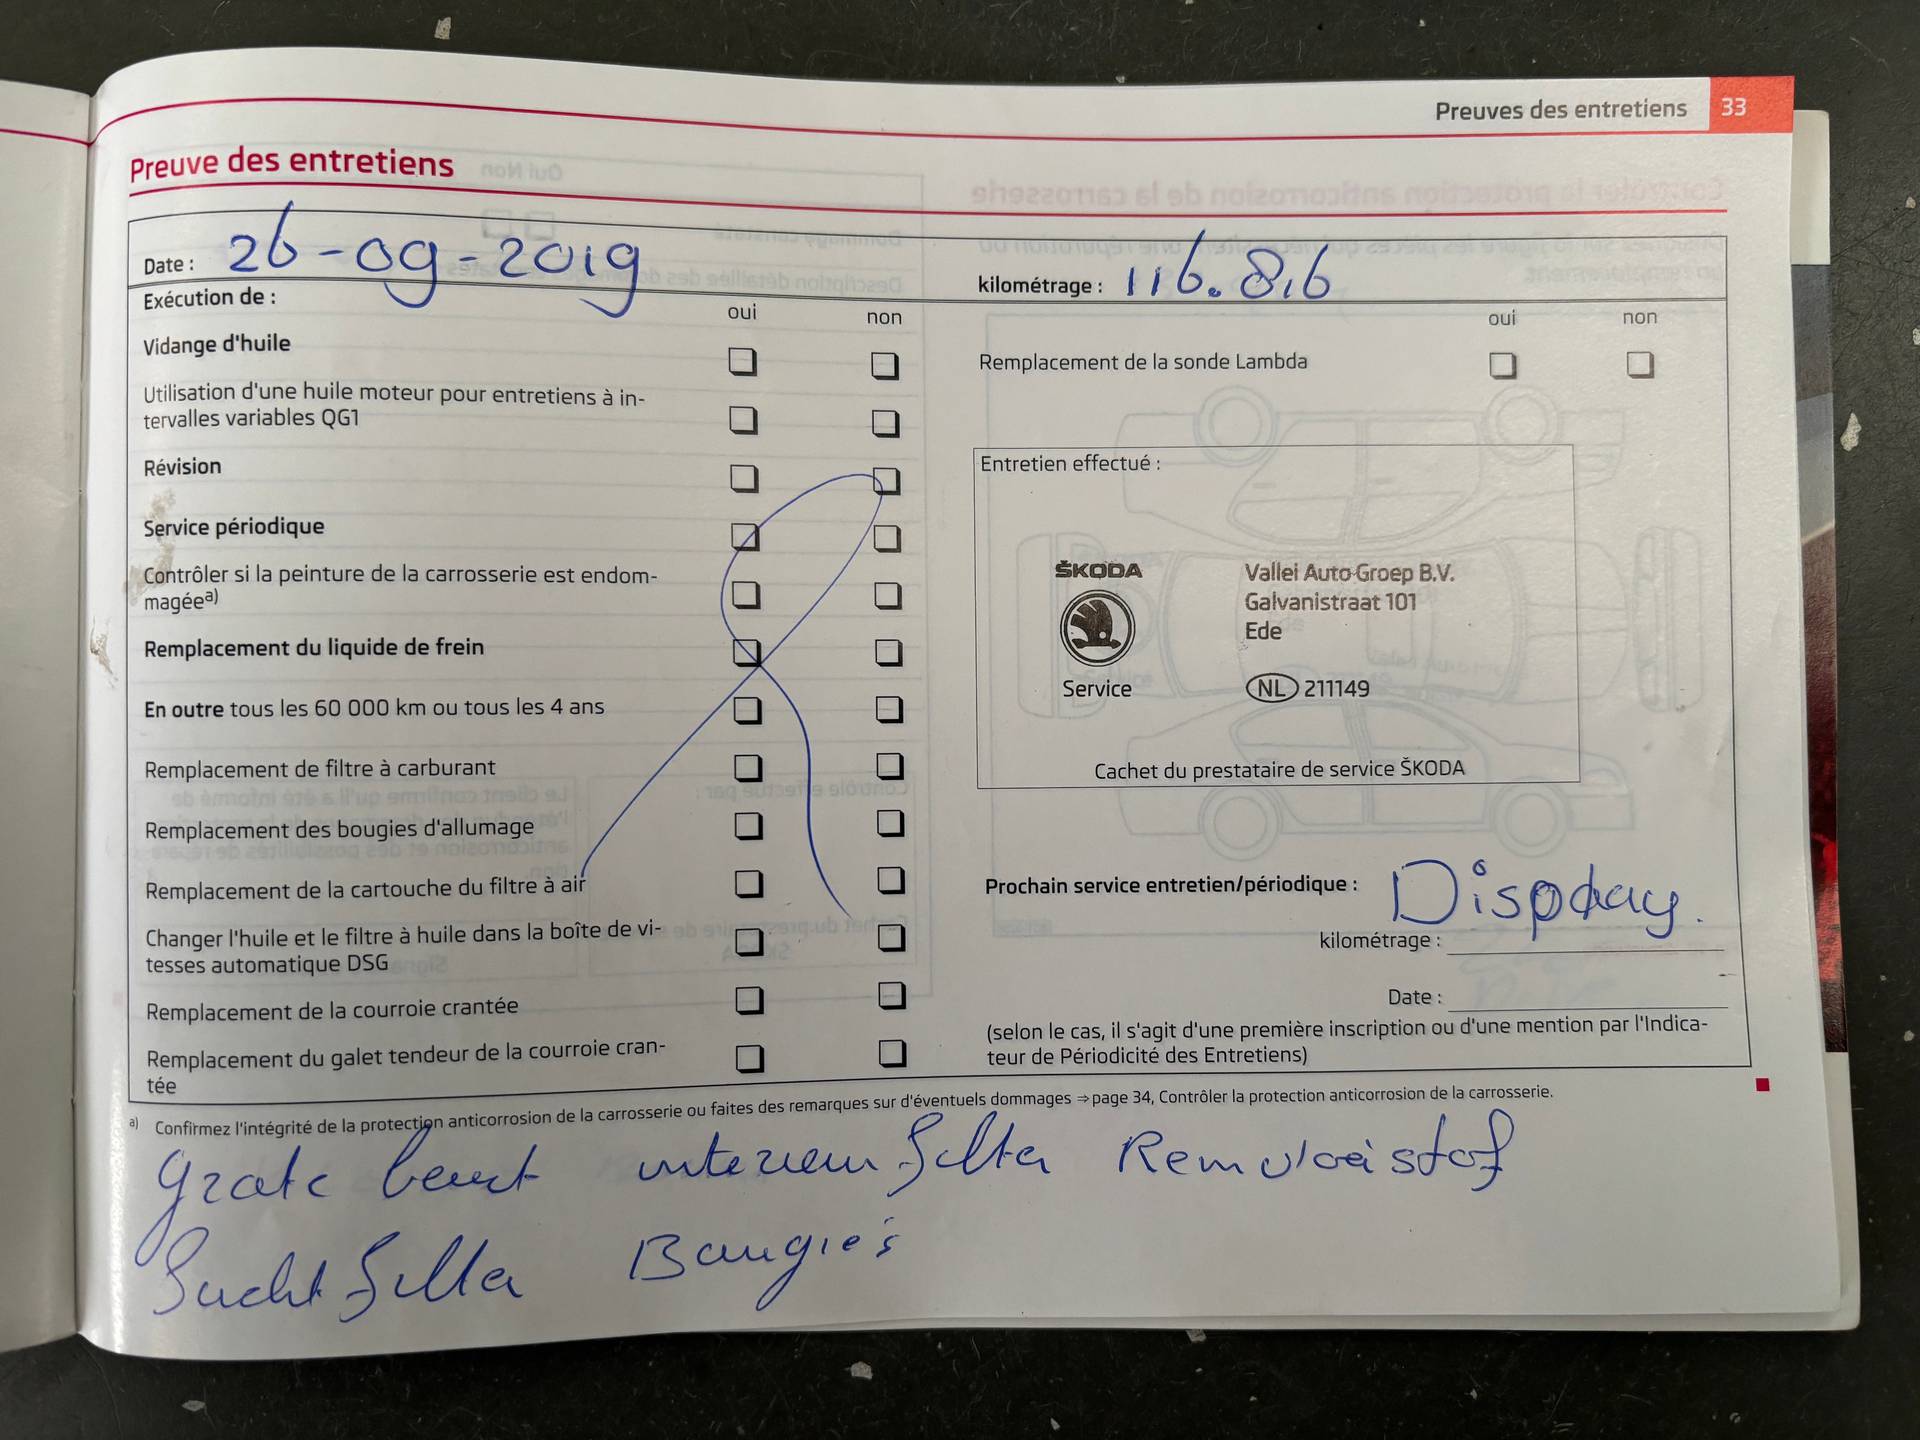 Preuves des entretiens 33
Preuve des entretiens
Date : 26-09-2019
kilométrage : 116.816
Exécution de :
oui non
oui non
Vidange d'huile
Utilisation d'une huile moteur pour entretiens à in-
tervalles variables QG1
Révision
Service périodique
Contrôler si la peinture de la carrosserie est endom-
magéea)
Remplacement du liquide de frein
En outre tous les 60 000 km ou tous les 4 ans
Remplacement de filtre à carburant
Remplacement des bougies d'allumage
Remplacement de la cartouche du filtre à air
Changer l'huile et le filtre à huile dans la boîte de vi-
tesses automatique DSG
Remplacement de la courroie crantée
Remplacement du galet tendeur de la courroie cran-
tée
Remplacement de la sonde Lambda
Entretien effectué :
ŠKODA
Service
Vallei Auto Groep B.V.
Galvanistraat 101
Ede
NL 211149
Cachet du prestataire de service ŠKODA
Prochain service entretien/périodique : Display.
kilométrage :
Date :
(selon le cas, il s'agit d'une première inscription ou d'une mention par l'Indica-
teur de Périodicité des Entretiens)
a) Confirmez l'intégrité de la protection anticorrosion de la carrosserie ou faites des remarques sur d'éventuels dommages ⇒ page 34, Contrôler la protection anticorrosion de la carrosserie.
grote beurt interieur filter Remvloeistof
Lucht filter Bougie's